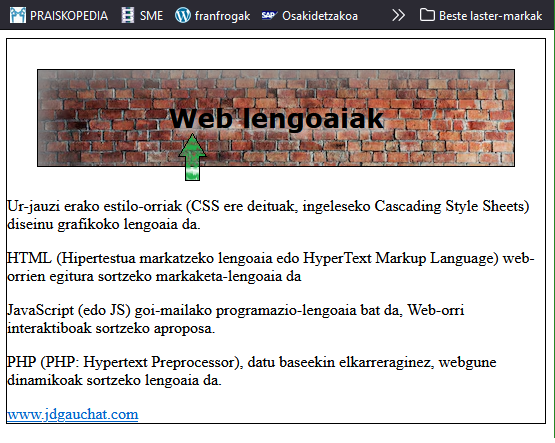 PRAISKOPEDIA SME franfrogak SAP Osakidetzakoa Beste laster-markak
Web lengoaiak
Ur-jauzi erako estilo-orriak (CSS ere deituak, ingeleseko Cascading Style Sheets)
diseinu grafikoko lengoaia da.
HTML (Hipertestua markatzeko lengoaia edo HyperText Markup Language) web-
orrien egitura sortzeko markaketa-lengoaia da
JavaScript (edo JS) goi-mailako programazio-lengoaia bat da, Web-orri
interaktiboak sortzeko aproposa.
PHP (PHP: Hypertext Preprocessor), datu baseekin elkarreraginez, webgune
dinamikoak sortzeko lengoaia da.
www.jdgauchat.com